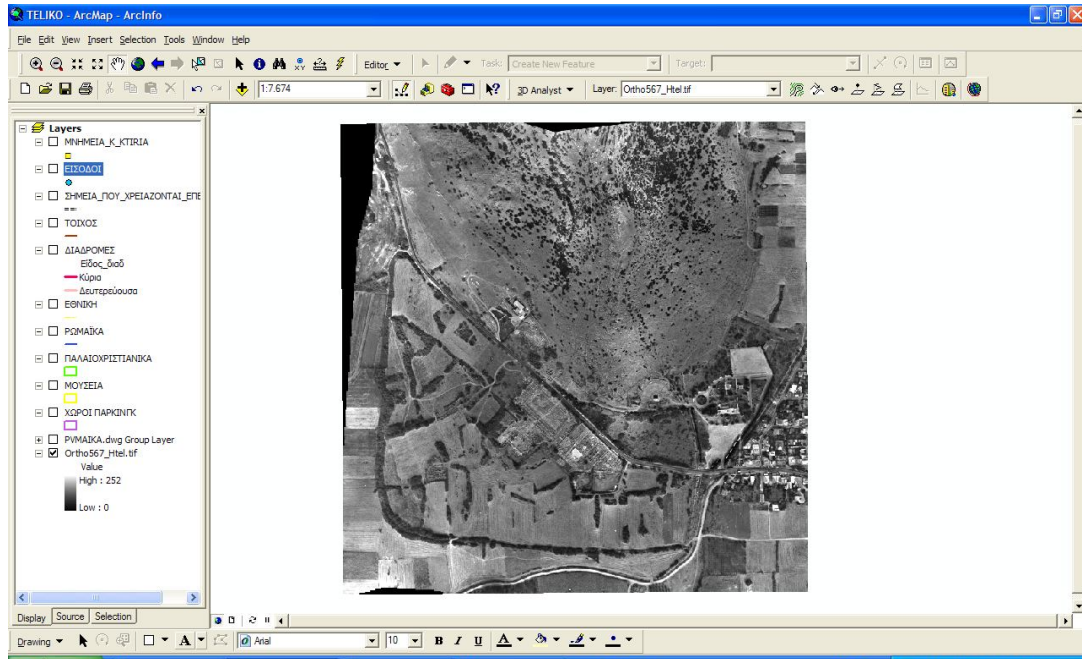 TELIKO - ArcMap - ArcInfo
File Edit View Insert Selection Tools Window Help
Editor Task: Create New Feature Target:
1:7.674 3D Analyst Layer: Ortho567_Htel.tif
Layers
ΜΝΗΜΕΙΑ_Κ_ΚΤΙRΙΑ
ΕΙΣΟΔΟΙ
ΣΗΜΕΙΑ_ΠΟΥ_ΧΡΕΙΑΖΟΝΤΑΙ_ΕΠΕ
ΤΟΙΧΟΣ
ΔΙΑΔΡΟΜΕΣ
Είδος_διαδ
Κύρια
Δευτερεύουσα
ΕΘΝΙΚΗ
ΡΩΜΑΪΚΑ
ΠΑΛΑΙΟΧΡΙΣΤΙΑΝΙΚΑ
ΜΟΥΣΕΙΑ
ΧΩΡΟΙ ΠΑΡΚΙΝΓΚ
PVMAIKA.dwg Group Layer
Ortho567_Htel.tif
Value
High : 252
Low : 0
Display Source Selection
Drawing A Arial 10 B I U A